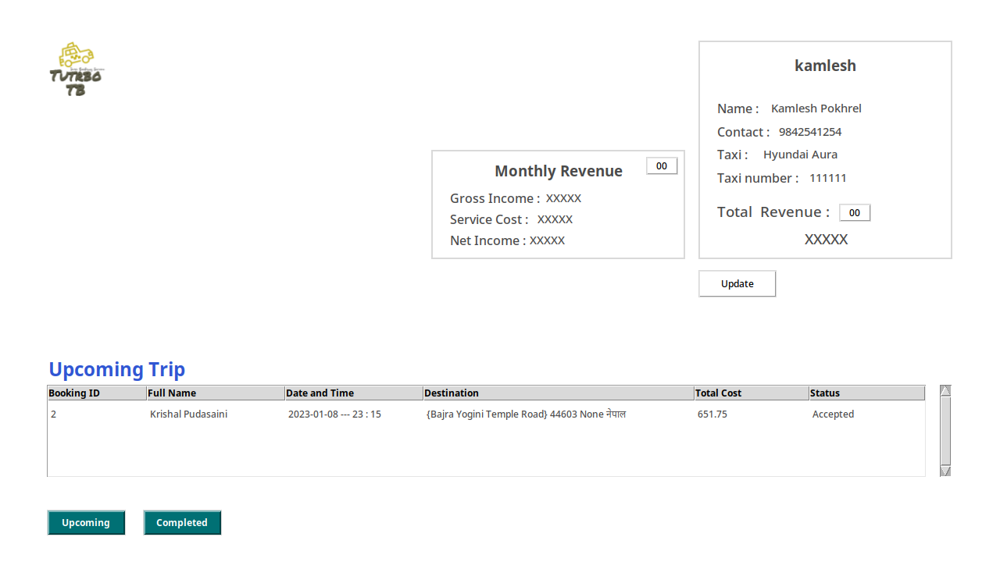 TUTRBO
TB
kamlesh
Name : Kamlesh Pokhrel
Contact : 9842541254
Taxi : Hyundai Aura
Taxi number : 111111
Total Revenue : 00
XXXXX
Monthly Revenue 00
Gross Income : XXXXX
Service Cost : XXXXX
Net Income : XXXXX
Update
Upcoming Trip
Booking ID Full Name Date and Time Destination Total Cost Status
2 Krishal Pudasaini 2023-01-08 --- 23 : 15 {Bajra Yogini Temple Road} 44603 None नेपाल 651.75 Accepted
Upcoming Completed